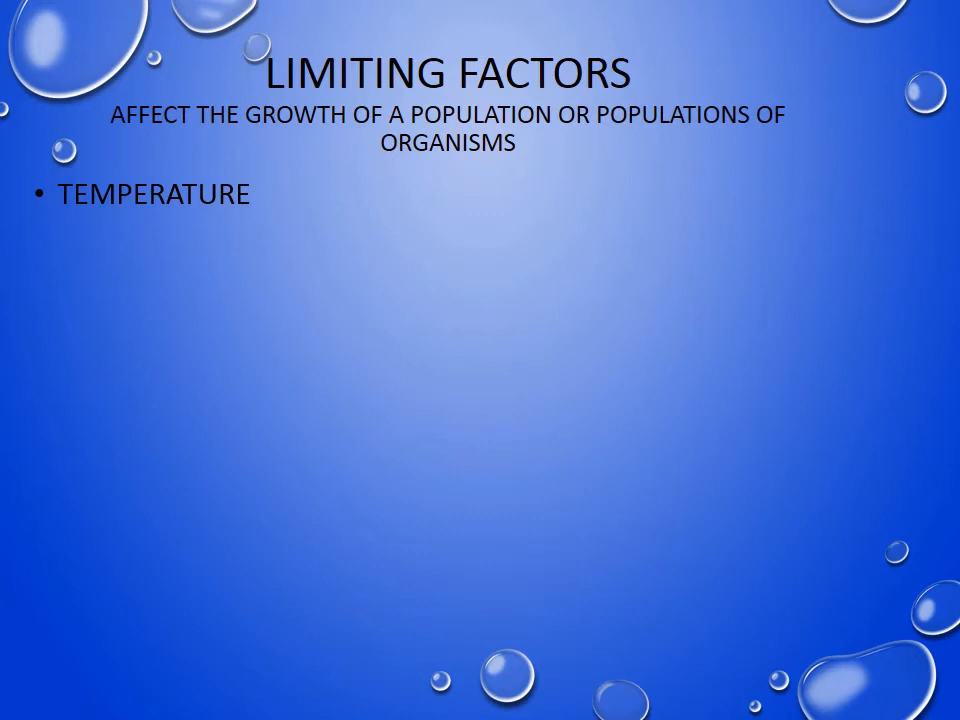 LIMITING FACTORS
AFFECT THE GROWTH OF A POPULATION OR POPULATIONS OF
ORGANISMS
• TEMPERATURE